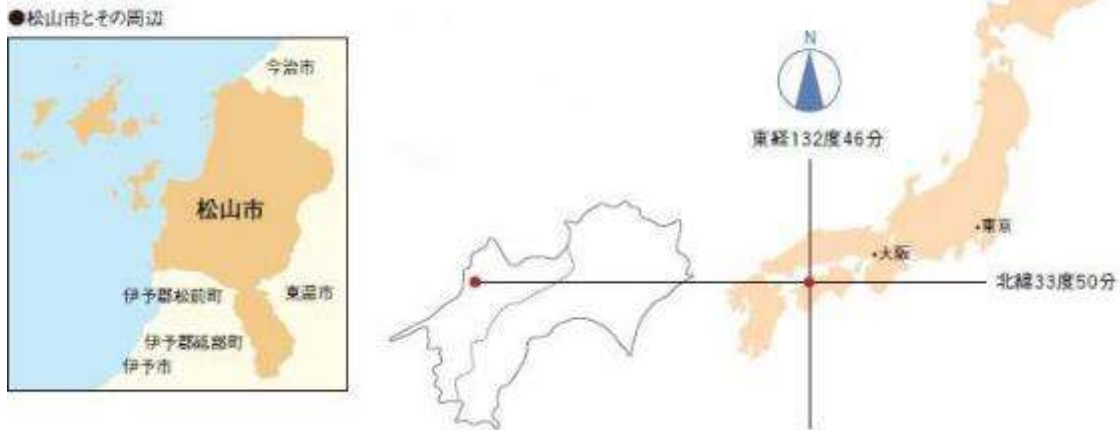 ●松山市とその周辺
今治市
松山市
伊予郡松前町
東温市
伊予郡砥部町
伊予市
N
東経132度46分
・東京
・大阪
北緯33度50分